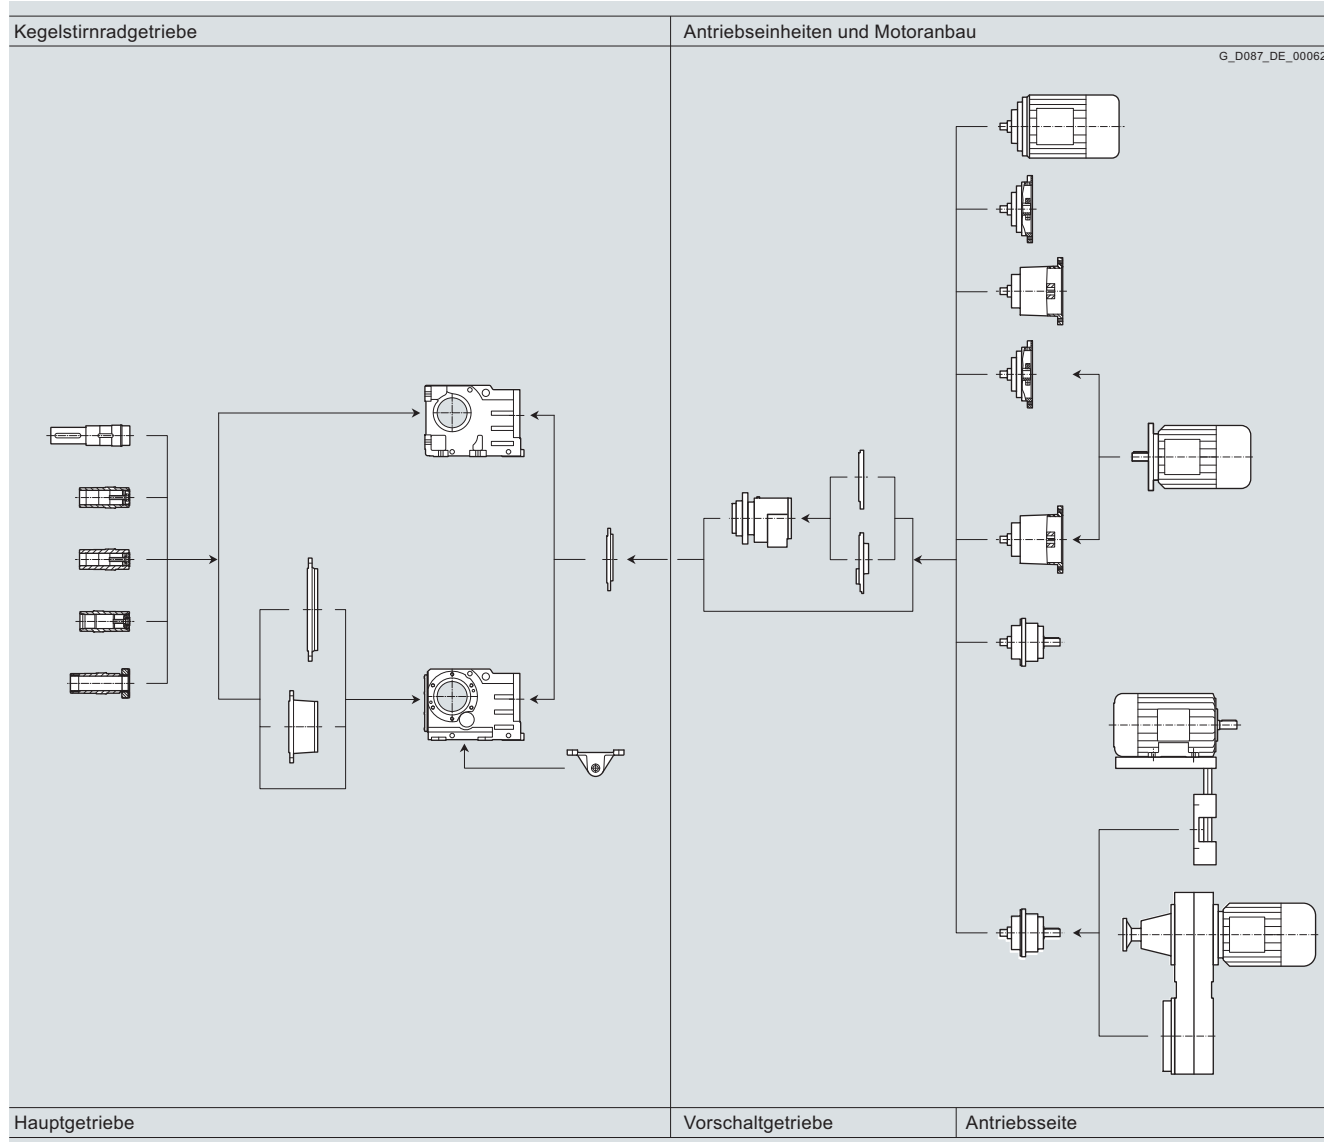 Kegelstirnradgetriebe
Antriebseinheiten und Motoranbau
G_D087_DE_00062
Hauptgetriebe
Vorschaltgetriebe
Antriebsseite